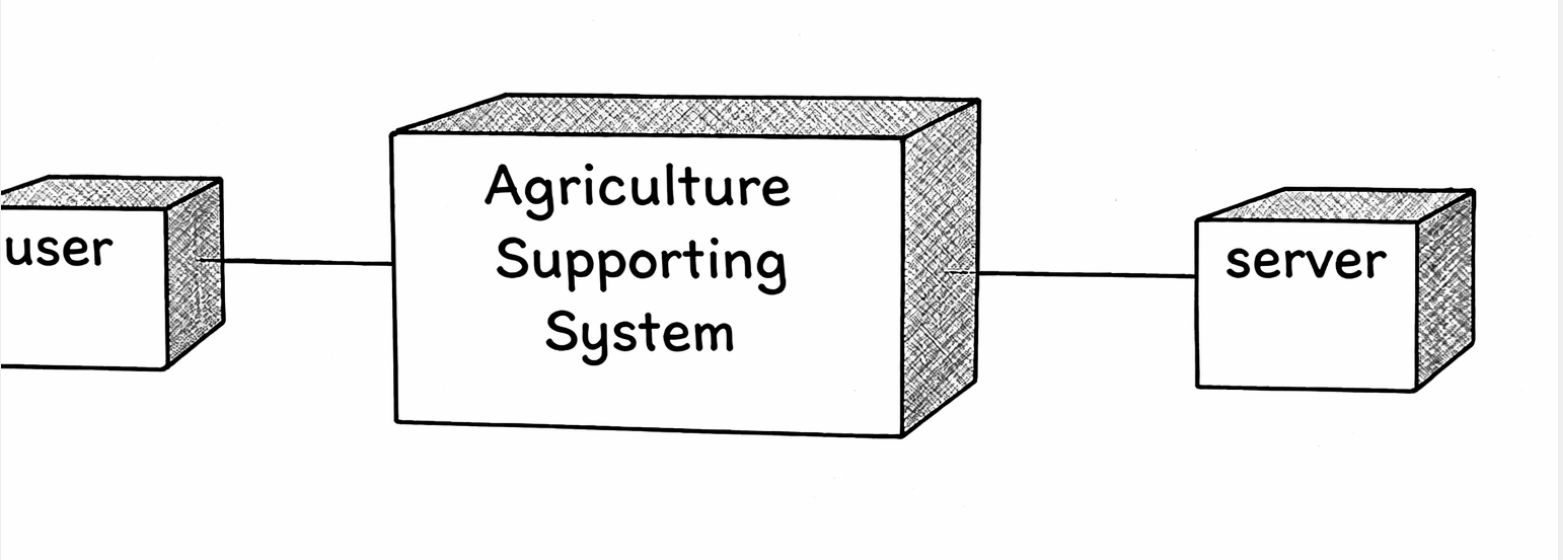 user
Agriculture
Supporting
System
server